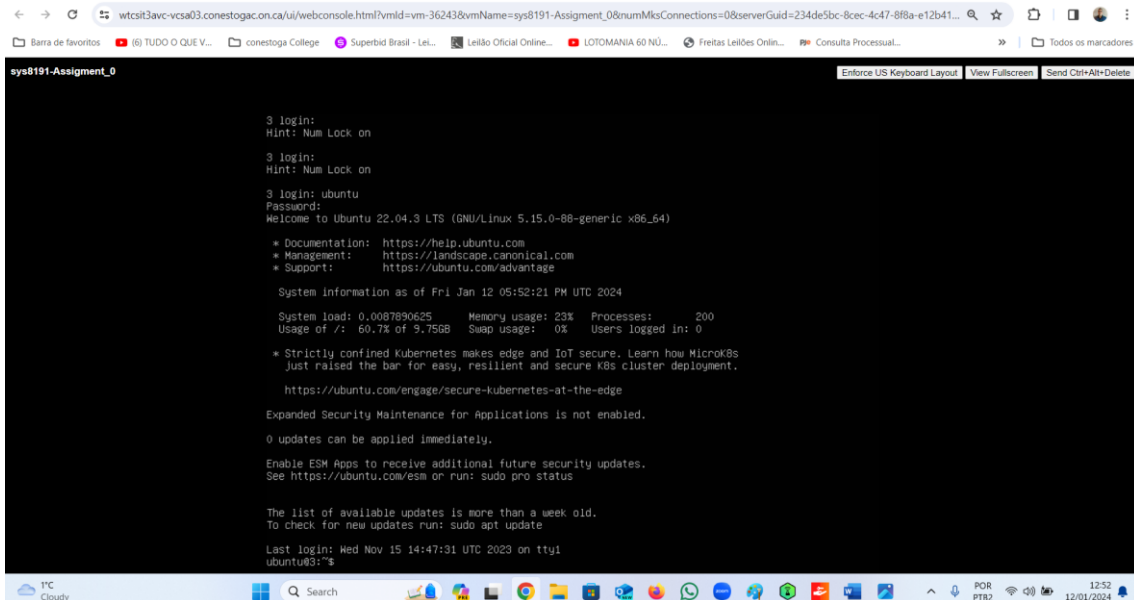 wtcsit3avc-vcsa03.conestogac.on.ca/ui/webconsole.html?vmId=vm-36243&vmName=sys8191-Assigment_0&numMksConnections=0&serverGuid=234de5bc-8cec-4c47-8f8a-e12b41...
Barra de favoritos (6) TUDO O QUE V... conestoga College Superbid Brasil - Lei... Leilão Oficial Online... LOTOMANIA 60 NÚ... Freitas Leilões Onlin... Consulta Processual... » Todos os marcadores
sys8191-Assigment_0 Enforce US Keyboard Layout View Fullscreen Send Ctrl+Alt+Delete
3 login:
Hint: Num Lock on
3 login:
Hint: Num Lock on
3 login: ubuntu
Password:
Welcome to Ubuntu 22.04.3 LTS (GNU/Linux 5.15.0-88-generic x86_64)
* Documentation: https://help.ubuntu.com
* Management: https://landscape.canonical.com
* Support: https://ubuntu.com/advantage
System information as of Fri Jan 12 05:52:21 PM UTC 2024
System load: 0.0087890625 Memory usage: 23% Processes: 200
Usage of /: 60.7% of 9.75GB Swap usage: 0% Users logged in: 0
* Strictly confined Kubernetes makes edge and IoT secure. Learn how MicroK8s
just raised the bar for easy, resilient and secure K8s cluster deployment.
https://ubuntu.com/engage/secure-kubernetes-at-the-edge
Expanded Security Maintenance for Applications is not enabled.
0 updates can be applied immediately.
Enable ESM Apps to receive additional future security updates.
See https://ubuntu.com/esm or run: sudo pro status
The list of available updates is more than a week old.
To check for new updates run: sudo apt update
Last login: Wed Nov 15 14:47:31 UTC 2023 on tty1
ubuntu@3:~$
1°C
Cloudy
Search
POR
PTB2
12:52
12/01/2024